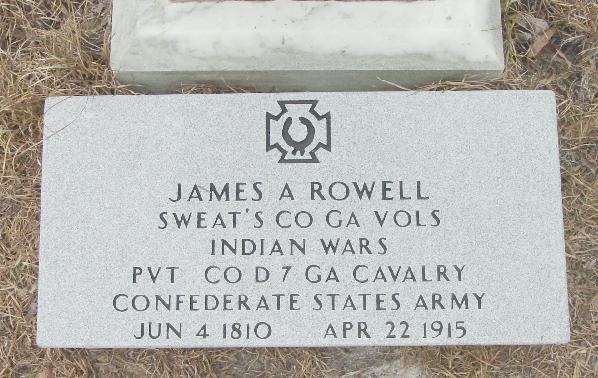 JAMES A ROWELL
SWEAT'S CO GA VOLS
INDIAN WARS
PVT CO D 7 GA CAVALRY
CONFEDERATE STATES ARMY
JUN 4 1810 APR 22 1915